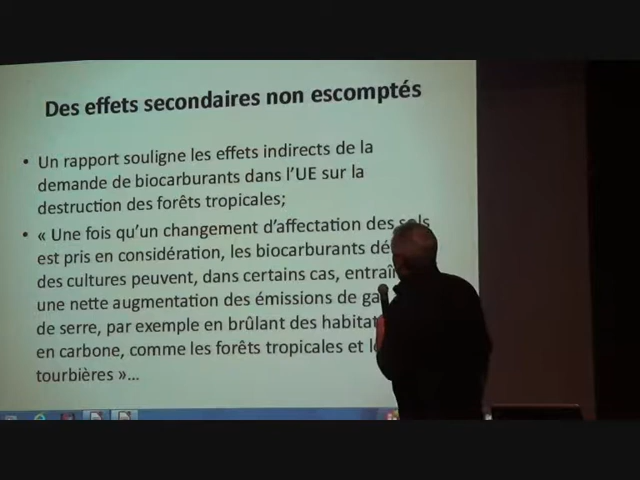 Des effets secondaires non escomptés
• Un rapport souligne les effets indirects de la
demande de biocarburants dans l'UE sur la
destruction des forêts tropicales;
• « Une fois qu'un changement d'affectation des sols
est pris en considération, les biocarburants
des cultures peuvent, dans certains cas,
une nette augmentation des émissions de
de serre, par exemple en brûlant des
en carbone, comme les forêts tropicales et
tourbières »...